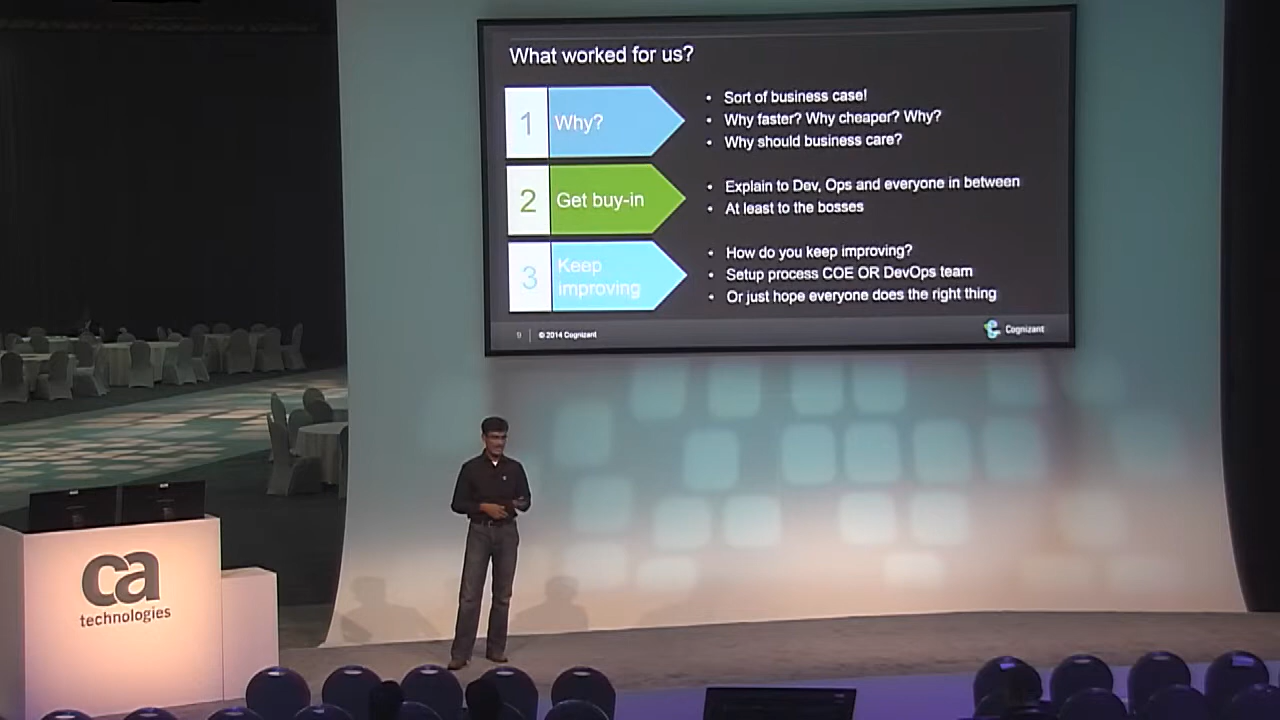 What worked for us?
1
Why?
• Sort of business case!
• Why faster? Why cheaper? Why?
• Why should business care?
2
Get buy-in
• Explain to Dev, Ops and everyone in between
• At least to the bosses
3
Keep
improving
• How do you keep improving?
• Setup process COE OR DevOps team
• Or just hope everyone does the right thing
9
© 2014 Cognizant
Cognizant
ca
technologies